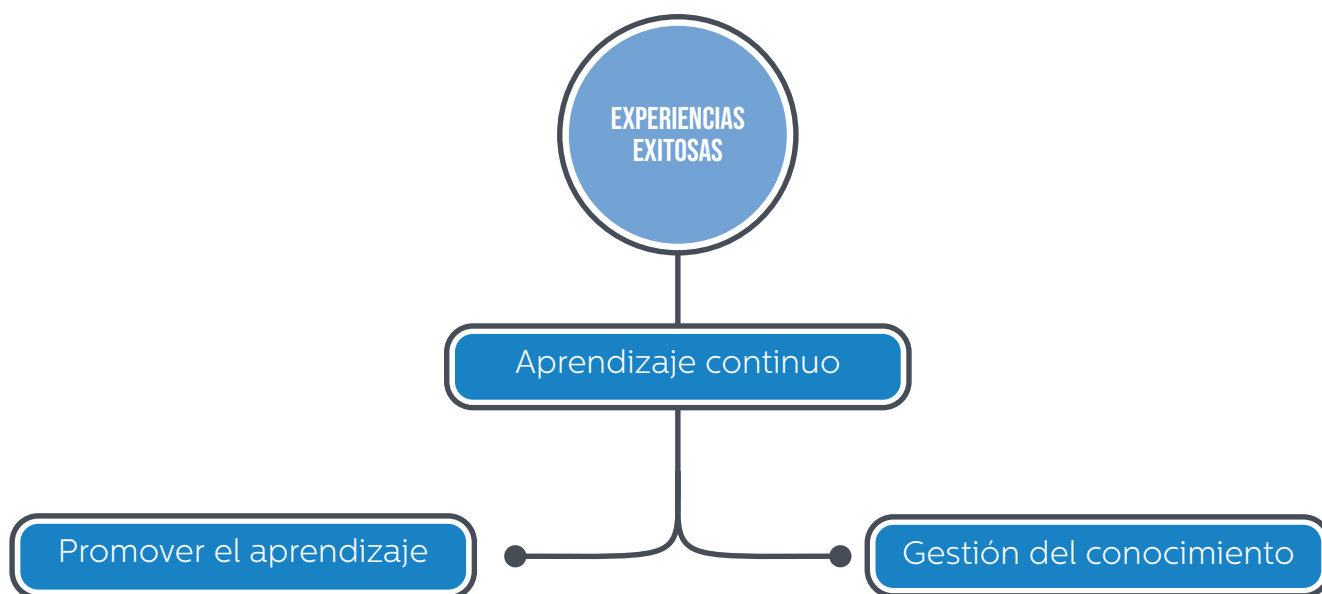 EXPERIENCIAS
EXITOSAS
Aprendizaje continuo
Promover el aprendizaje
Gestión del conocimiento